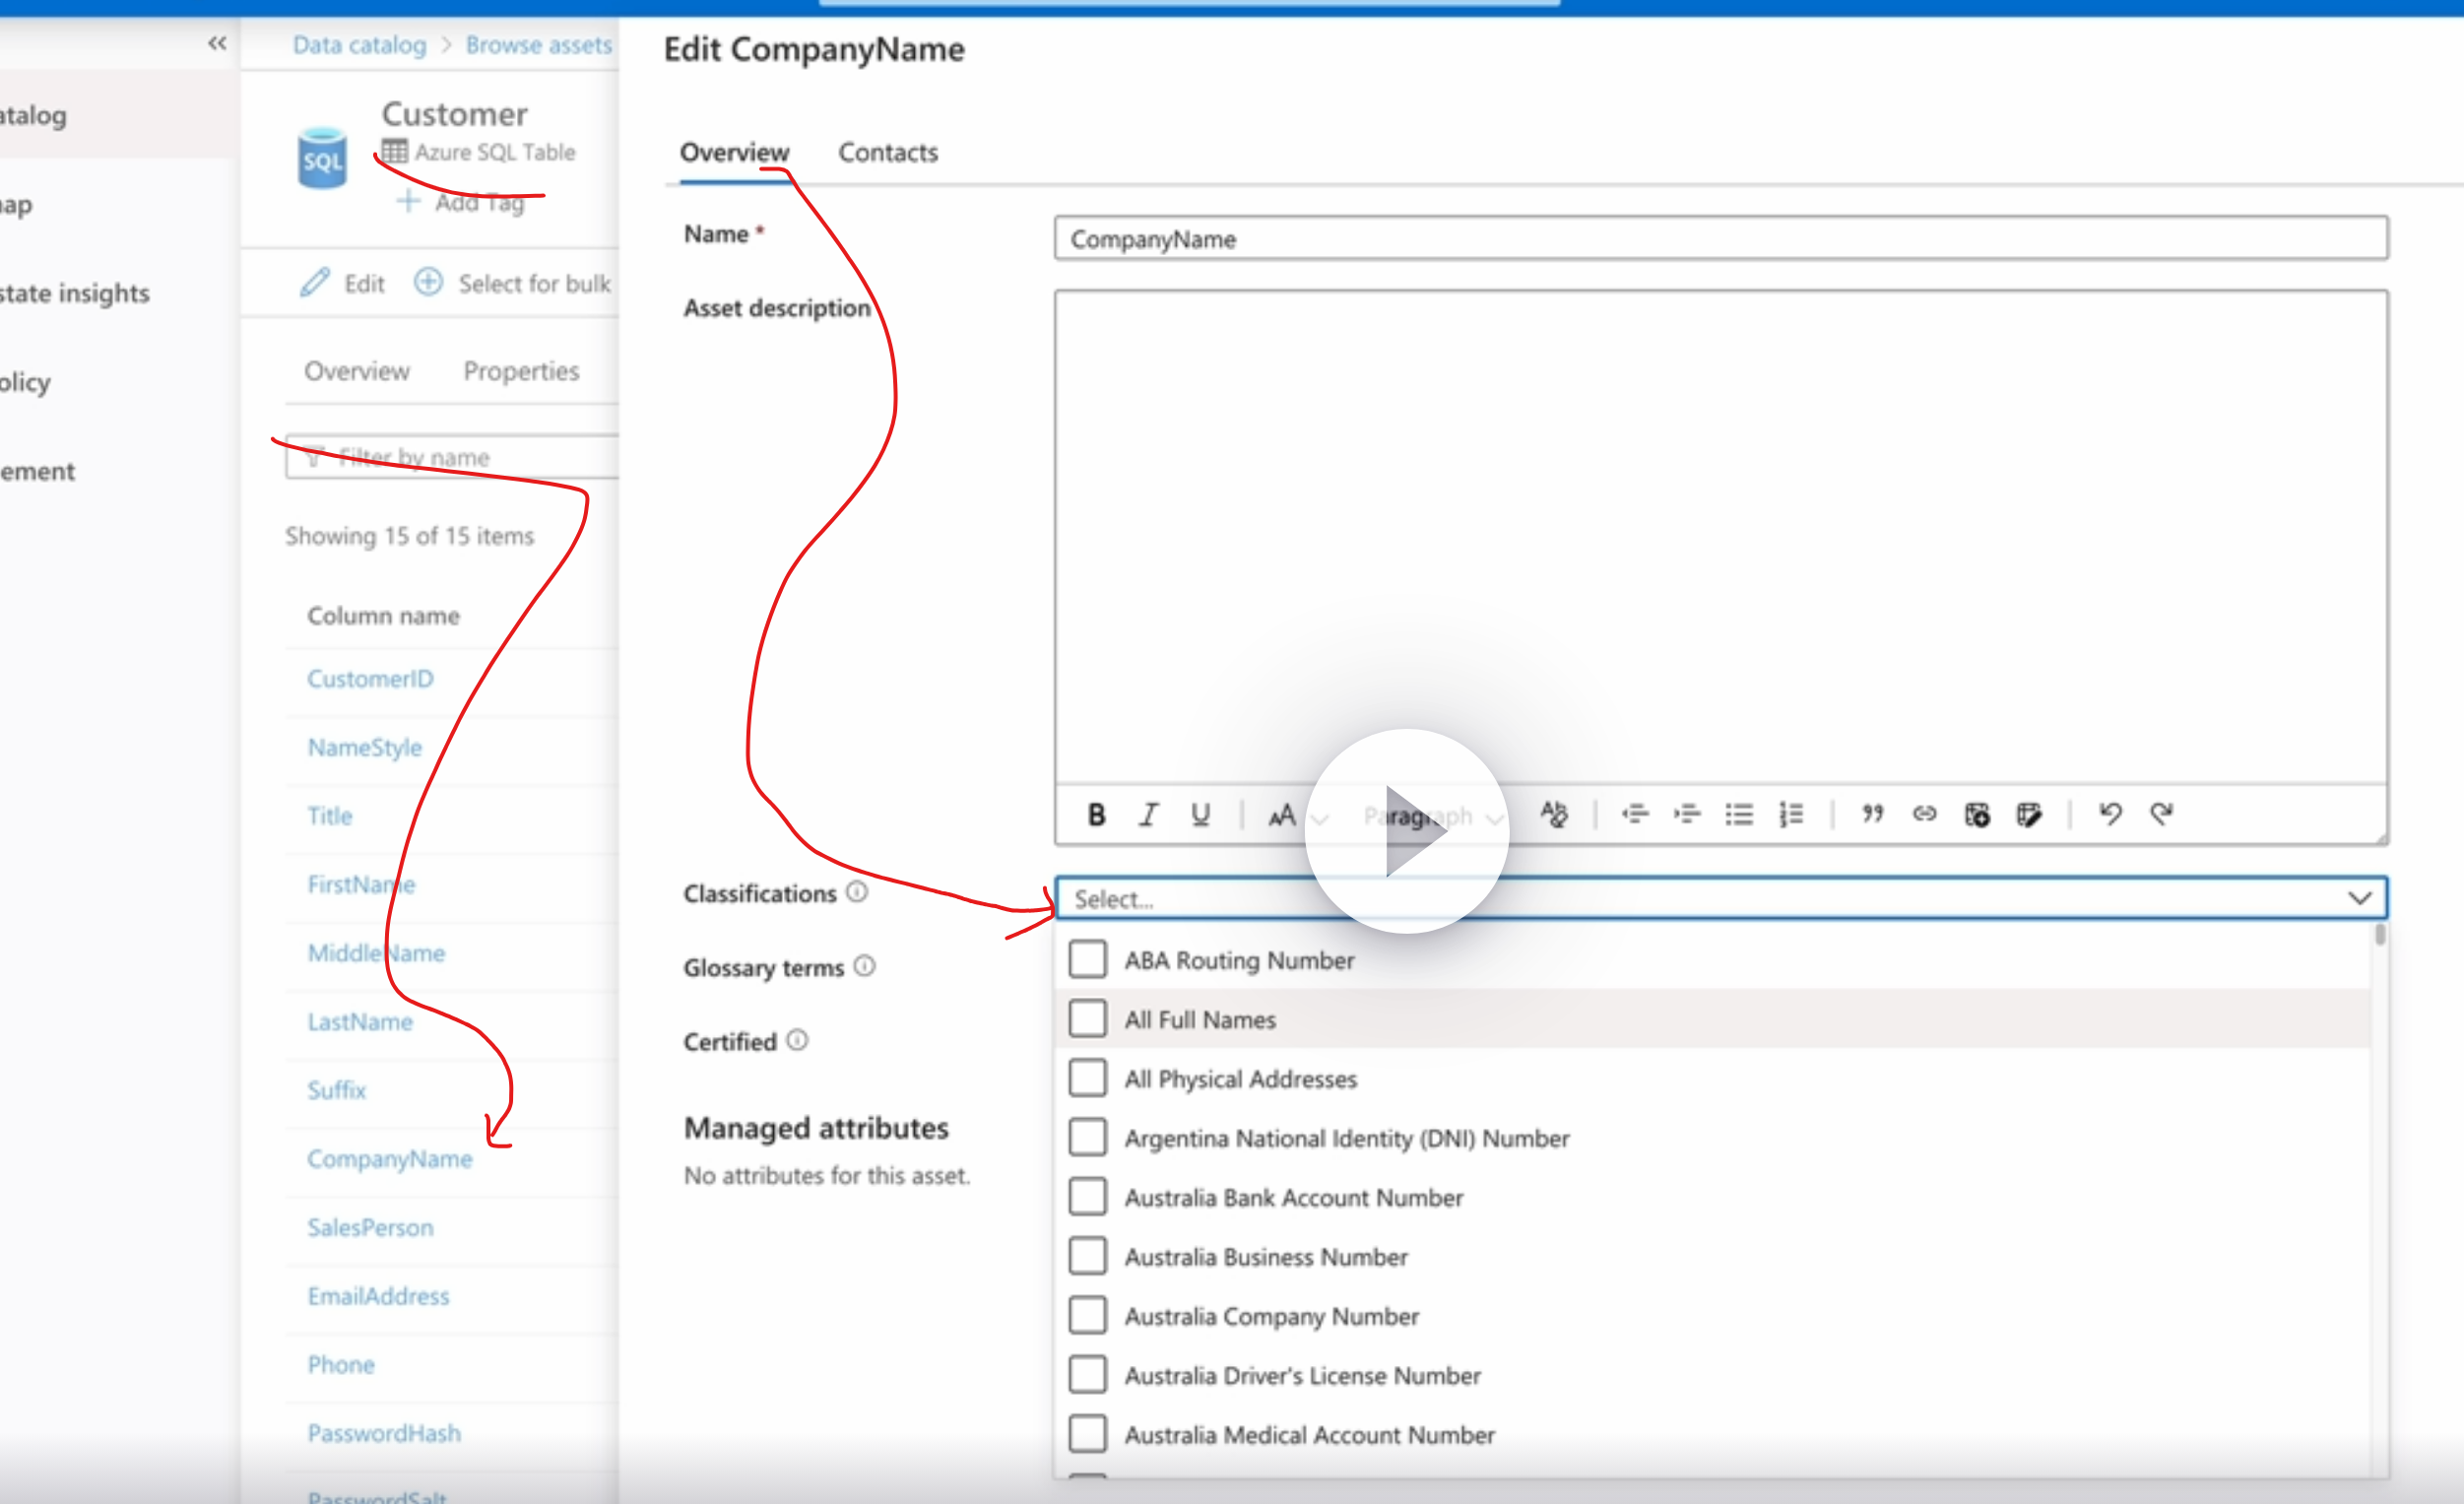 Data catalog > Browse assets
Customer
SQL
Azure SQL Table
Add Tag
Edit
Select for bulk
Overview
Properties
Filter by name
Showing 15 of 15 items
Column name
CustomerID
NameStyle
Title
FirstName
MiddleName
LastName
Suffix
CompanyName
SalesPerson
EmailAddress
Phone
PasswordHash
PasswordSalt
atalog
state insights
olicy
ement
Edit CompanyName
Overview
Contacts
Name *
CompanyName
Asset description
B I U AA Paragraph
Classifications
Select...
ABA Routing Number
All Full Names
All Physical Addresses
Argentina National Identity (DNI) Number
Australia Bank Account Number
Australia Business Number
Australia Company Number
Australia Driver's License Number
Australia Medical Account Number
Glossary terms
Certified
Managed attributes
No attributes for this asset.